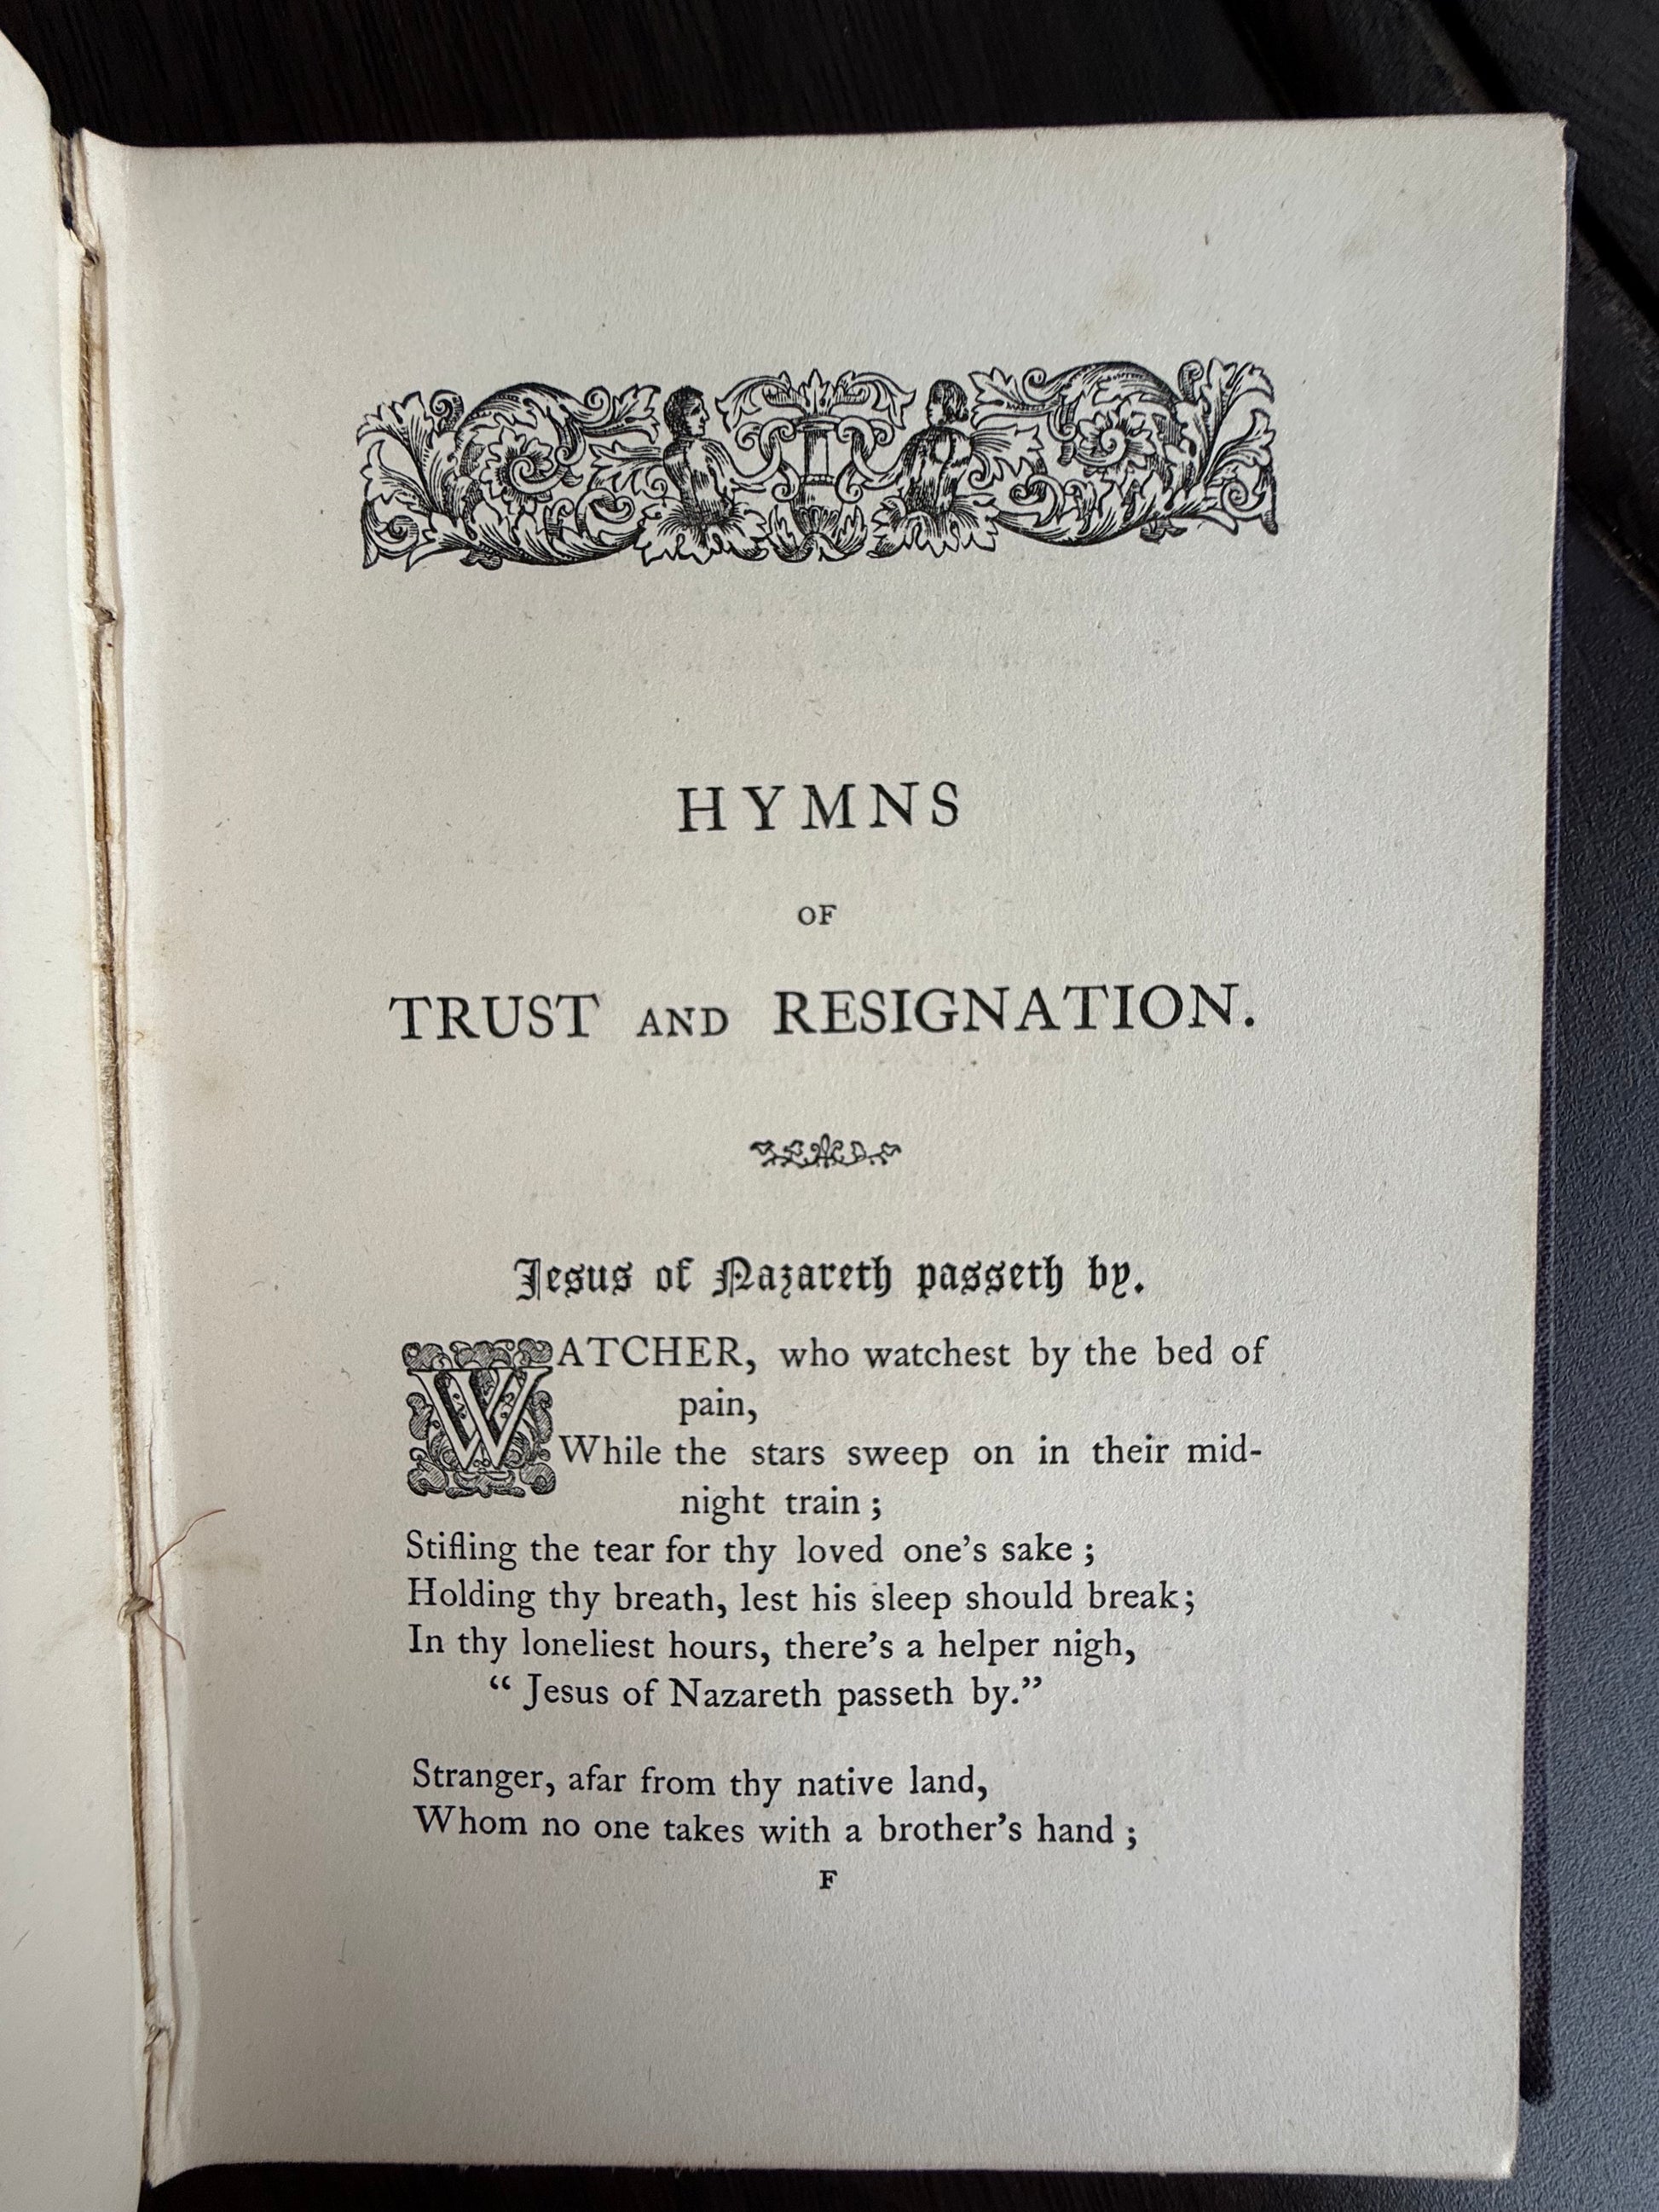 HYMNS
OF
TRUST AND RESIGNATION.
Jesus of Nazareth passeth by.
WATCHER, who watchest by the bed of
pain,
While the stars sweep on in their mid-
night train ;
Stifling the tear for thy loved one's sake ;
Holding thy breath, lest his sleep should break;
In thy loneliest hours, there's a helper nigh,
“ Jesus of Nazareth passeth by.”
Stranger, afar from thy native land,
Whom no one takes with a brother's hand ;
F